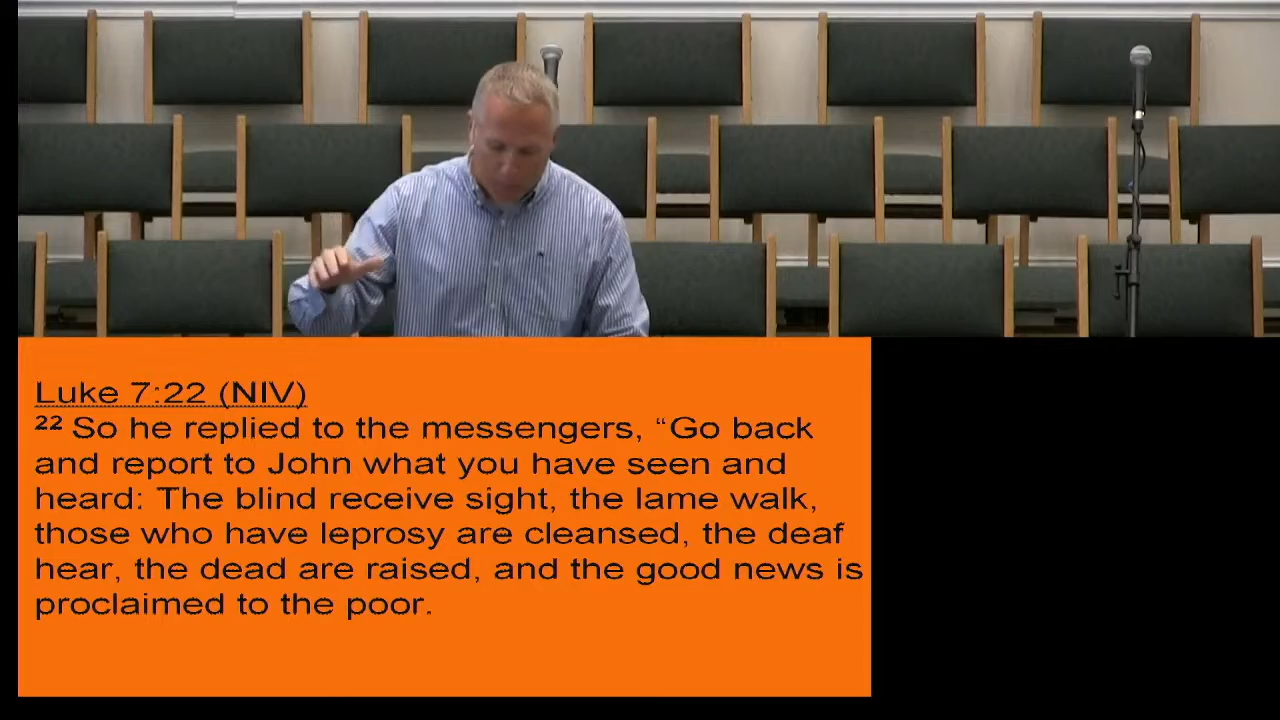 Luke 7:22 (NIV)
22 So he replied to the messengers, “Go back
and report to John what you have seen and
heard: The blind receive sight, the lame walk,
those who have leprosy are cleansed, the deaf
hear, the dead are raised, and the good news is
proclaimed to the poor.